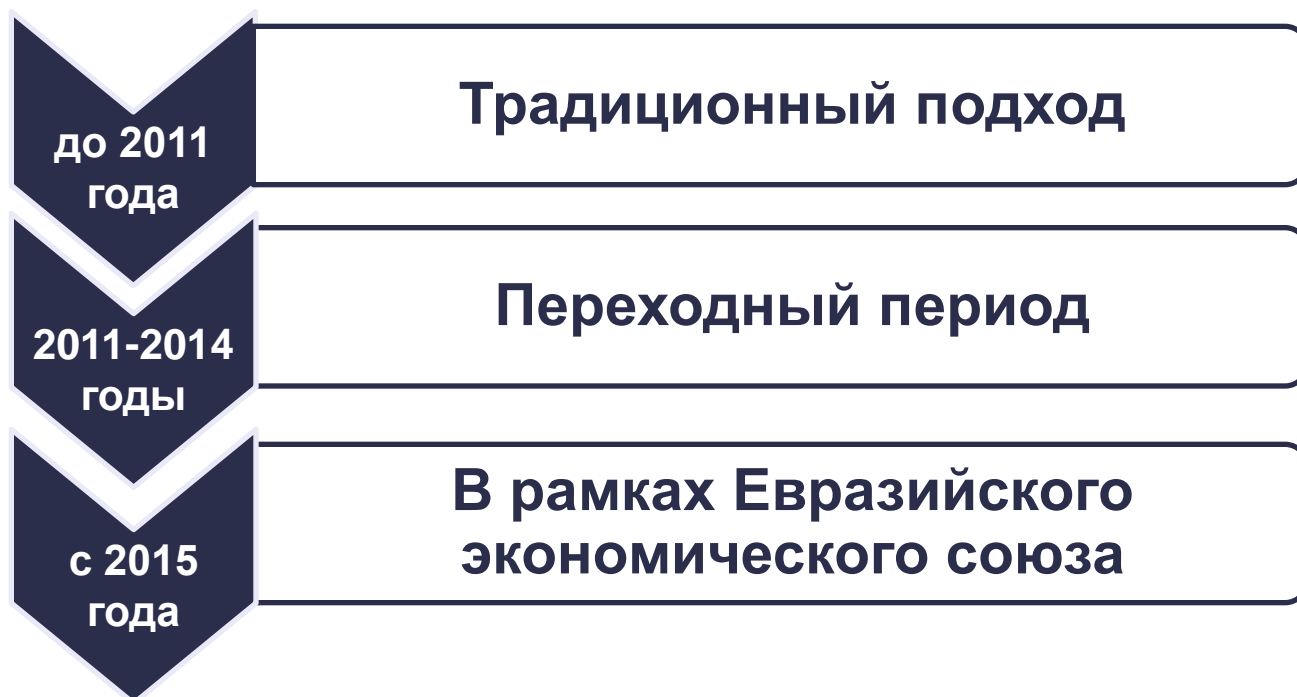 до 2011
года
Традиционный подход
2011-2014
годы
Переходный период
с 2015
года
В рамках Евразийского
экономического союза